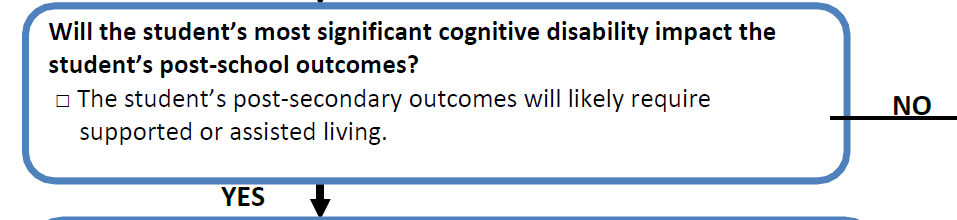 Will the student’s most significant cognitive disability impact the
student’s post-school outcomes?
□ The student’s post-secondary outcomes will likely require
supported or assisted living.
NO
YES